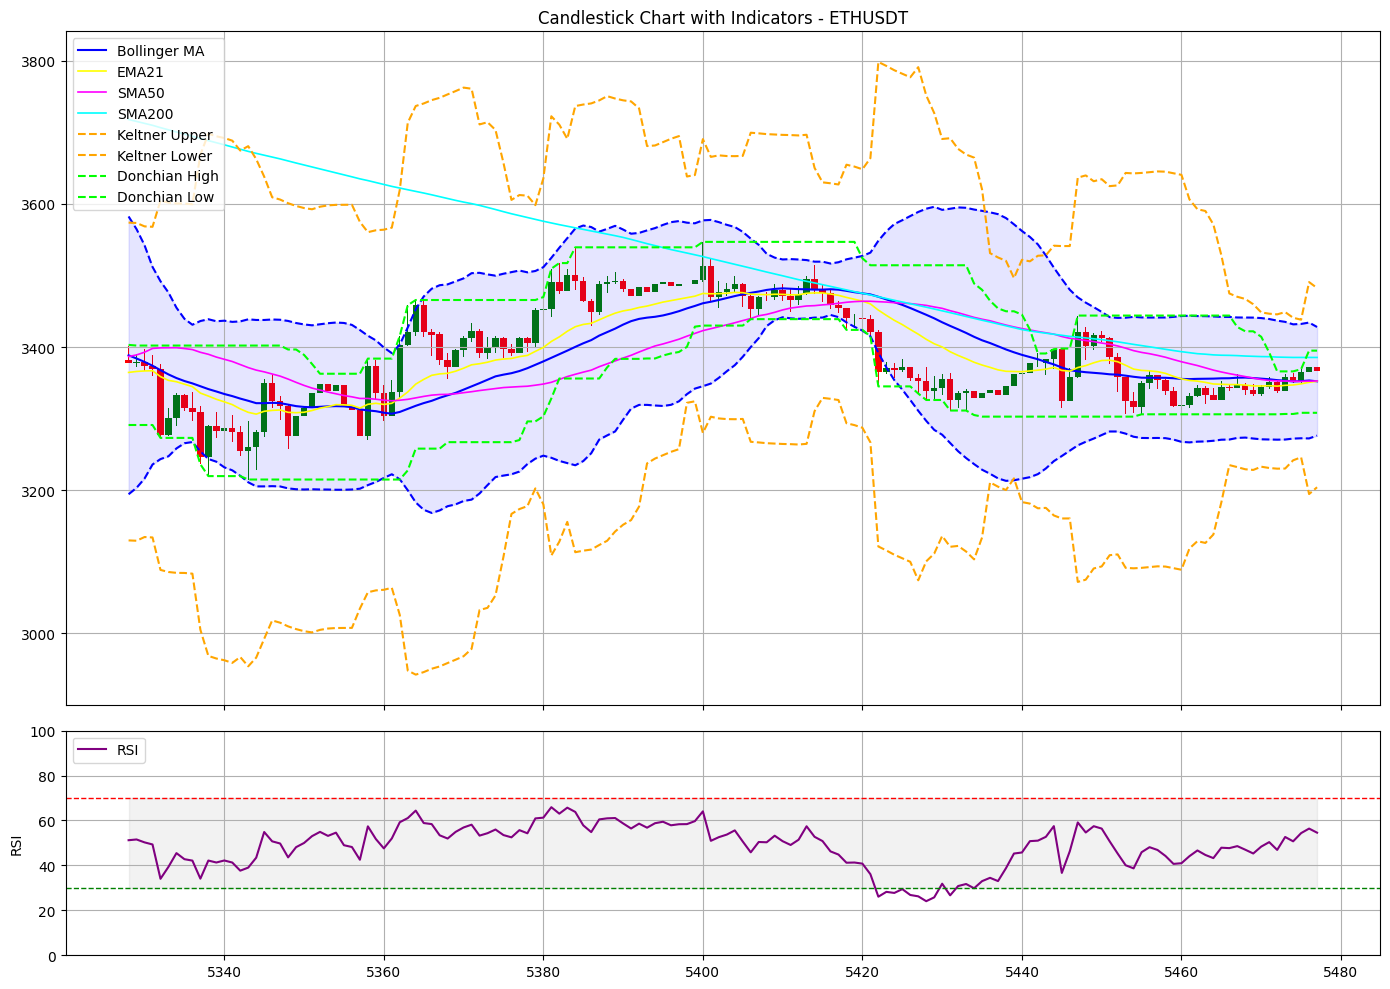 Candlestick Chart with Indicators - ETHUSDT
Bollinger MA
EMA21
SMA50
SMA200
Keltner Upper
Keltner Lower
Donchian High
Donchian Low
3800
3600
3400
3200
3000
RSI
100
80
60
40
20
0
RSI
5340
5360
5380
5400
5420
5440
5460
5480